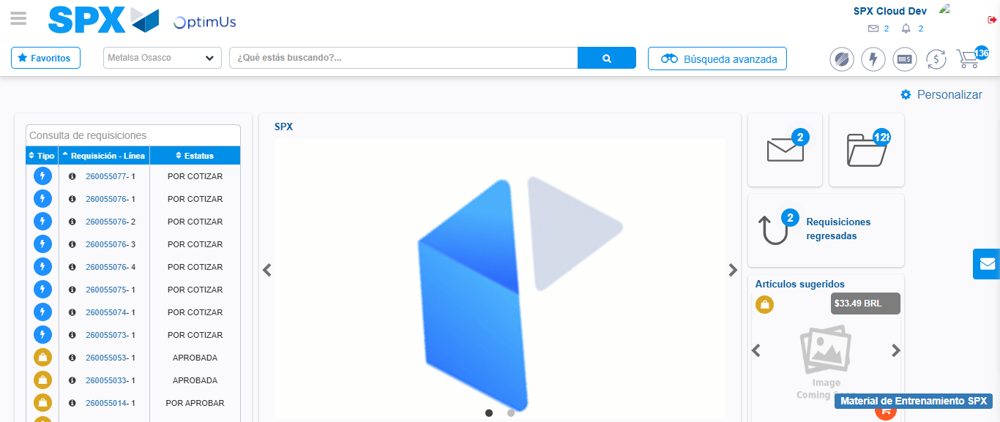 SPX OptimUs
SPX Cloud Dev
2 2
Favoritos
Metalsa Osasco
¿Qué estás buscando?...
Búsqueda avanzada
136
Personalizar
Consulta de requisiciones
Tipo Requisición - Línea Estatus
260055077- 1 POR COTIZAR
260055076- 1 POR COTIZAR
260055076- 2 POR COTIZAR
260055076- 3 POR COTIZAR
260055076- 4 POR COTIZAR
260055075- 1 POR COTIZAR
260055074- 1 POR COTIZAR
260055073- 1 POR COTIZAR
260055053- 1 APROBADA
260055033- 1 APROBADA
260055014- 1 POR APROBAR
SPX
2
2
Requisiciones
regresadas
Artículos sugeridos
$33.49 BRL
Image
Coming
Material de Entrenamiento SPX